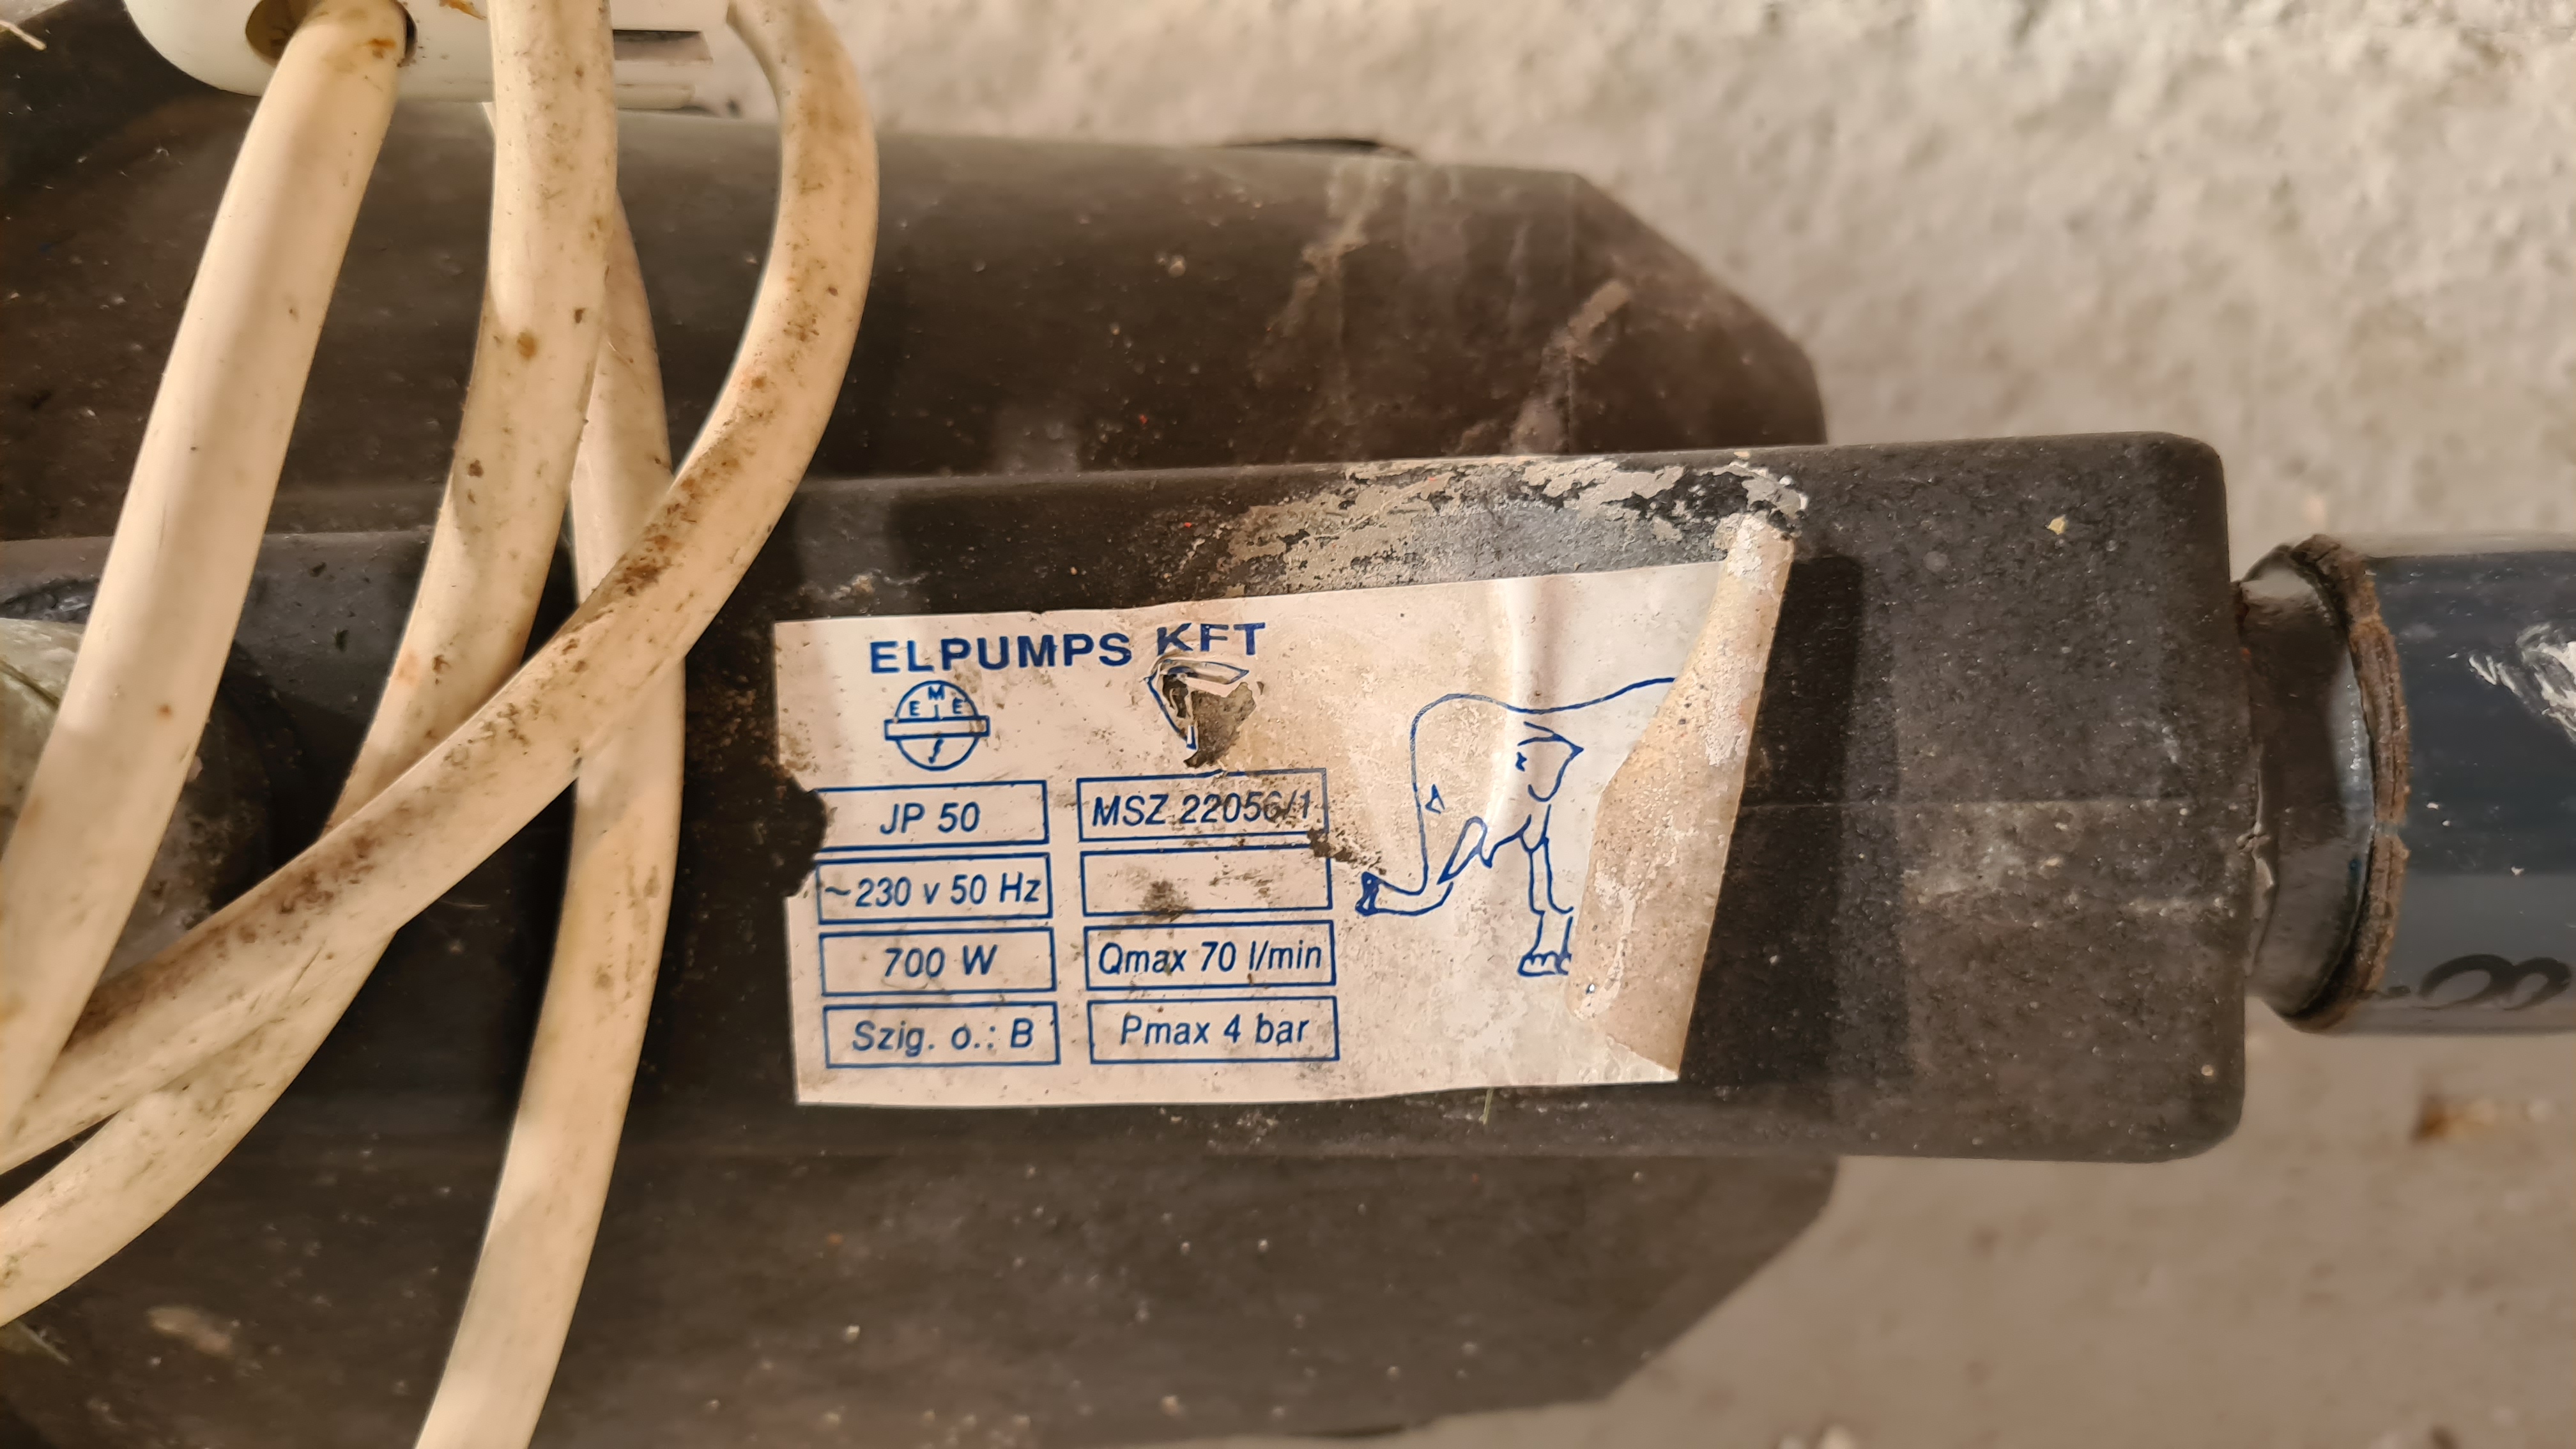 ELPUMPS KFT
M
E E E
JP 50
MSZ 22056/1
~230 v 50 Hz
700 W
Qmax 70 l/min
Szig. o.: B
Pmax 4 bar